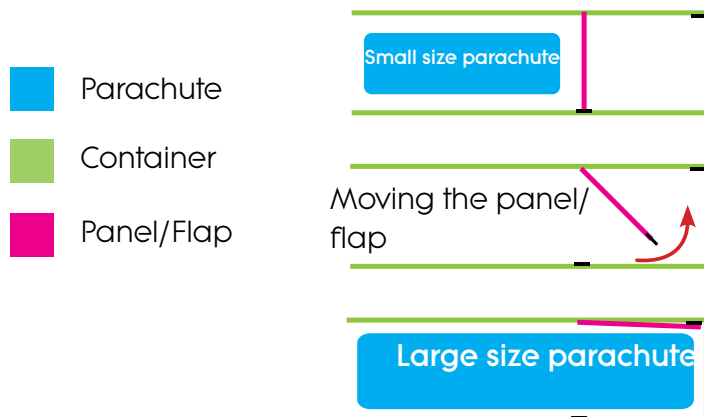 Parachute
Container
Panel/Flap
Small size parachute
Moving the panel/
flap
Large size parachute